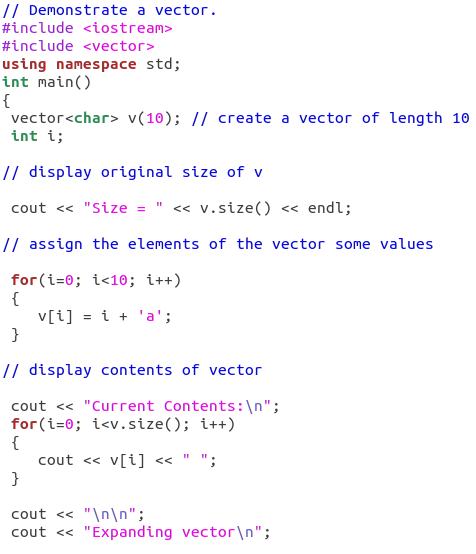 // Demonstrate a vector.
#include <iostream>
#include <vector>
using namespace std;
int main()
{
 vector<char> v(10); // create a vector of length 10
 int i;

// display original size of v

 cout << "Size = " << v.size() << endl;

// assign the elements of the vector some values

 for(i=0; i<10; i++)
 {
    v[i] = i + 'a';
 }

// display contents of vector

 cout << "Current Contents:\n";
 for(i=0; i<v.size(); i++)
 {
    cout << v[i] << " ";
 }

 cout << "\n\n";
 cout << "Expanding vector\n";